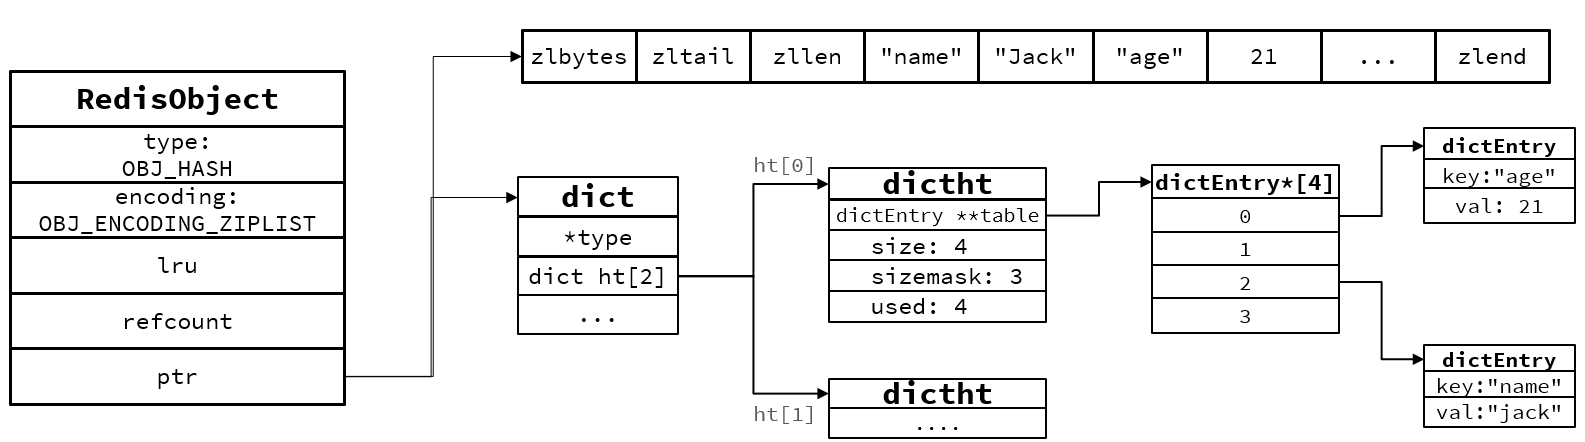 RedisObject
type:
OBJ_HASH
encoding:
OBJ_ENCODING_ZIPLIST
lru
refcount
ptr
zlbytes zltail zllen "name" "Jack" "age" 21 ... zlend
dict
*type
dict ht[2]
...
ht[0]
dictht
dictEntry **table
size: 4
sizemask: 3
used: 4
ht[1]
dictht
....
dictEntry*[4]
0
1
2
3
dictEntry
key:"age"
val: 21
dictEntry
key:"name"
val:"jack"